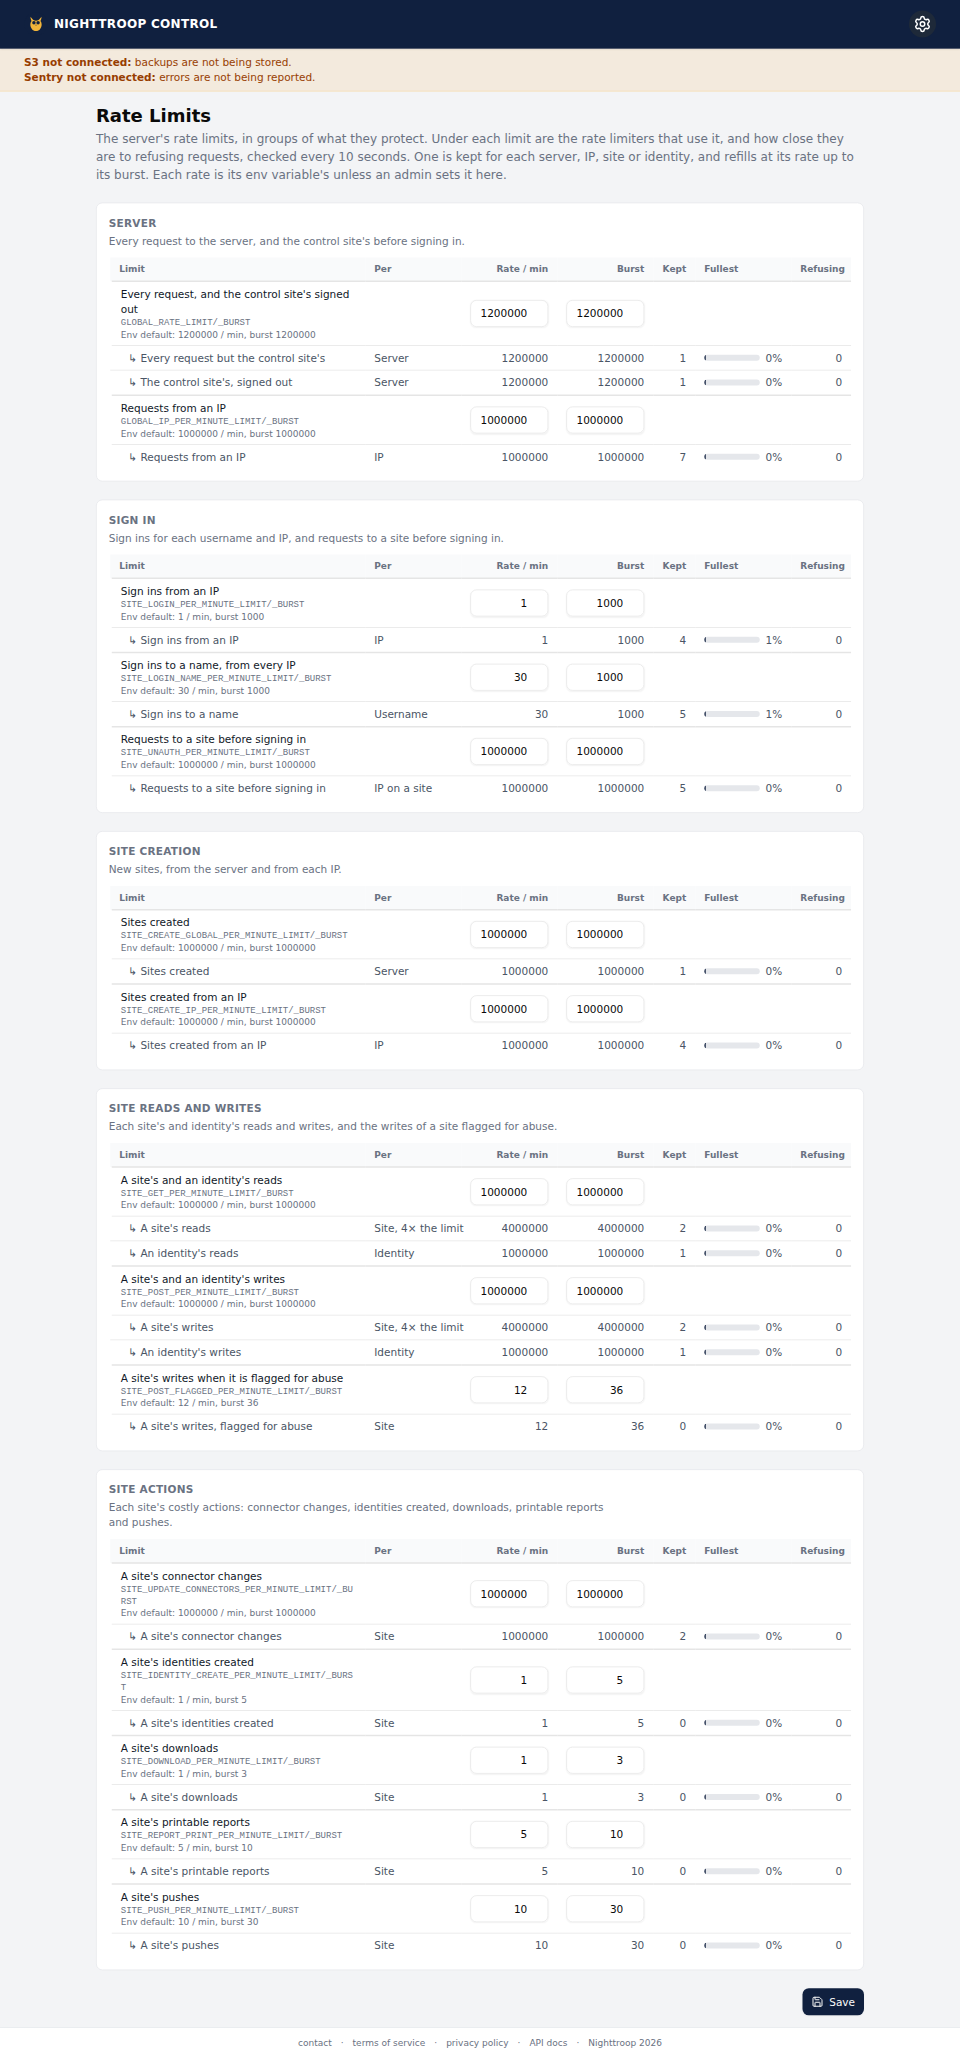 NIGHTTROOP CONTROL
S3 not connected: backups are not being stored.
Sentry not connected: errors are not being reported.
Rate Limits
The server's rate limits, in groups of what they protect. Under each limit are the rate limiters that use it, and how close they
are to refusing requests, checked every 10 seconds. One is kept for each server, IP, site or identity, and refills at its rate up to
its burst. Each rate is its env variable's unless an admin sets it here.
SERVER
Every request to the server, and the control site's before signing in.
Limit Per Rate / min Burst Kept Fullest Refusing
Every request, and the control site's signed
out
GLOBAL_RATE_LIMIT/_BURST
Env default: 1200000 / min, burst 1200000
1200000 1200000
↳ Every request but the control site's Server 1200000 1200000 1 0% 0
↳ The control site's, signed out Server 1200000 1200000 1 0% 0
Requests from an IP
GLOBAL_IP_PER_MINUTE_LIMIT/_BURST
Env default: 1000000 / min, burst 1000000
1000000 1000000
↳ Requests from an IP IP 1000000 1000000 7 0% 0
SIGN IN
Sign ins for each username and IP, and requests to a site before signing in.
Limit Per Rate / min Burst Kept Fullest Refusing
Sign ins from an IP
SITE_LOGIN_PER_MINUTE_LIMIT/_BURST
Env default: 1 / min, burst 1000
1 1000
↳ Sign ins from an IP IP 1 1000 4 1% 0
Sign ins to a name, from every IP
SITE_LOGIN_NAME_PER_MINUTE_LIMIT/_BURST
Env default: 30 / min, burst 1000
30 1000
↳ Sign ins to a name Username 30 1000 5 1% 0
Requests to a site before signing in
SITE_UNAUTH_PER_MINUTE_LIMIT/_BURST
Env default: 1000000 / min, burst 1000000
1000000 1000000
↳ Requests to a site before signing in IP on a site 1000000 1000000 5 0% 0
SITE CREATION
New sites, from the server and from each IP.
Limit Per Rate / min Burst Kept Fullest Refusing
Sites created
SITE_CREATE_GLOBAL_PER_MINUTE_LIMIT/_BURST
Env default: 1000000 / min, burst 1000000
1000000 1000000
↳ Sites created Server 1000000 1000000 1 0% 0
Sites created from an IP
SITE_CREATE_IP_PER_MINUTE_LIMIT/_BURST
Env default: 1000000 / min, burst 1000000
1000000 1000000
↳ Sites created from an IP IP 1000000 1000000 4 0% 0
SITE READS AND WRITES
Each site's and identity's reads and writes, and the writes of a site flagged for abuse.
Limit Per Rate / min Burst Kept Fullest Refusing
A site's and an identity's reads
SITE_GET_PER_MINUTE_LIMIT/_BURST
Env default: 1000000 / min, burst 1000000
1000000 1000000
↳ A site's reads Site, 4× the limit 4000000 4000000 2 0% 0
↳ An identity's reads Identity 1000000 1000000 1 0% 0
A site's and an identity's writes
SITE_POST_PER_MINUTE_LIMIT/_BURST
Env default: 1000000 / min, burst 1000000
1000000 1000000
↳ A site's writes Site, 4× the limit 4000000 4000000 2 0% 0
↳ An identity's writes Identity 1000000 1000000 1 0% 0
A site's writes when it is flagged for abuse
SITE_POST_FLAGGED_PER_MINUTE_LIMIT/_BURST
Env default: 12 / min, burst 36
12 36
↳ A site's writes, flagged for abuse Site 12 36 0 0% 0
SITE ACTIONS
Each site's costly actions: connector changes, identities created, downloads, printable reports
and pushes.
Limit Per Rate / min Burst Kept Fullest Refusing
A site's connector changes
SITE_UPDATE_CONNECTORS_PER_MINUTE_LIMIT/_BU
RST
Env default: 1000000 / min, burst 1000000
1000000 1000000
↳ A site's connector changes Site 1000000 1000000 2 0% 0
A site's identities created
SITE_IDENTITY_CREATE_PER_MINUTE_LIMIT/_BURS
T
Env default: 1 / min, burst 5
1 5
↳ A site's identities created Site 1 5 0 0% 0
A site's downloads
SITE_DOWNLOAD_PER_MINUTE_LIMIT/_BURST
Env default: 1 / min, burst 3
1 3
↳ A site's downloads Site 1 3 0 0% 0
A site's printable reports
SITE_REPORT_PRINT_PER_MINUTE_LIMIT/_BURST
Env default: 5 / min, burst 10
5 10
↳ A site's printable reports Site 5 10 0 0% 0
A site's pushes
SITE_PUSH_PER_MINUTE_LIMIT/_BURST
Env default: 10 / min, burst 30
10 30
↳ A site's pushes Site 10 30 0 0% 0
Save
contact · terms of service · privacy policy · API docs · Nighttroop 2026